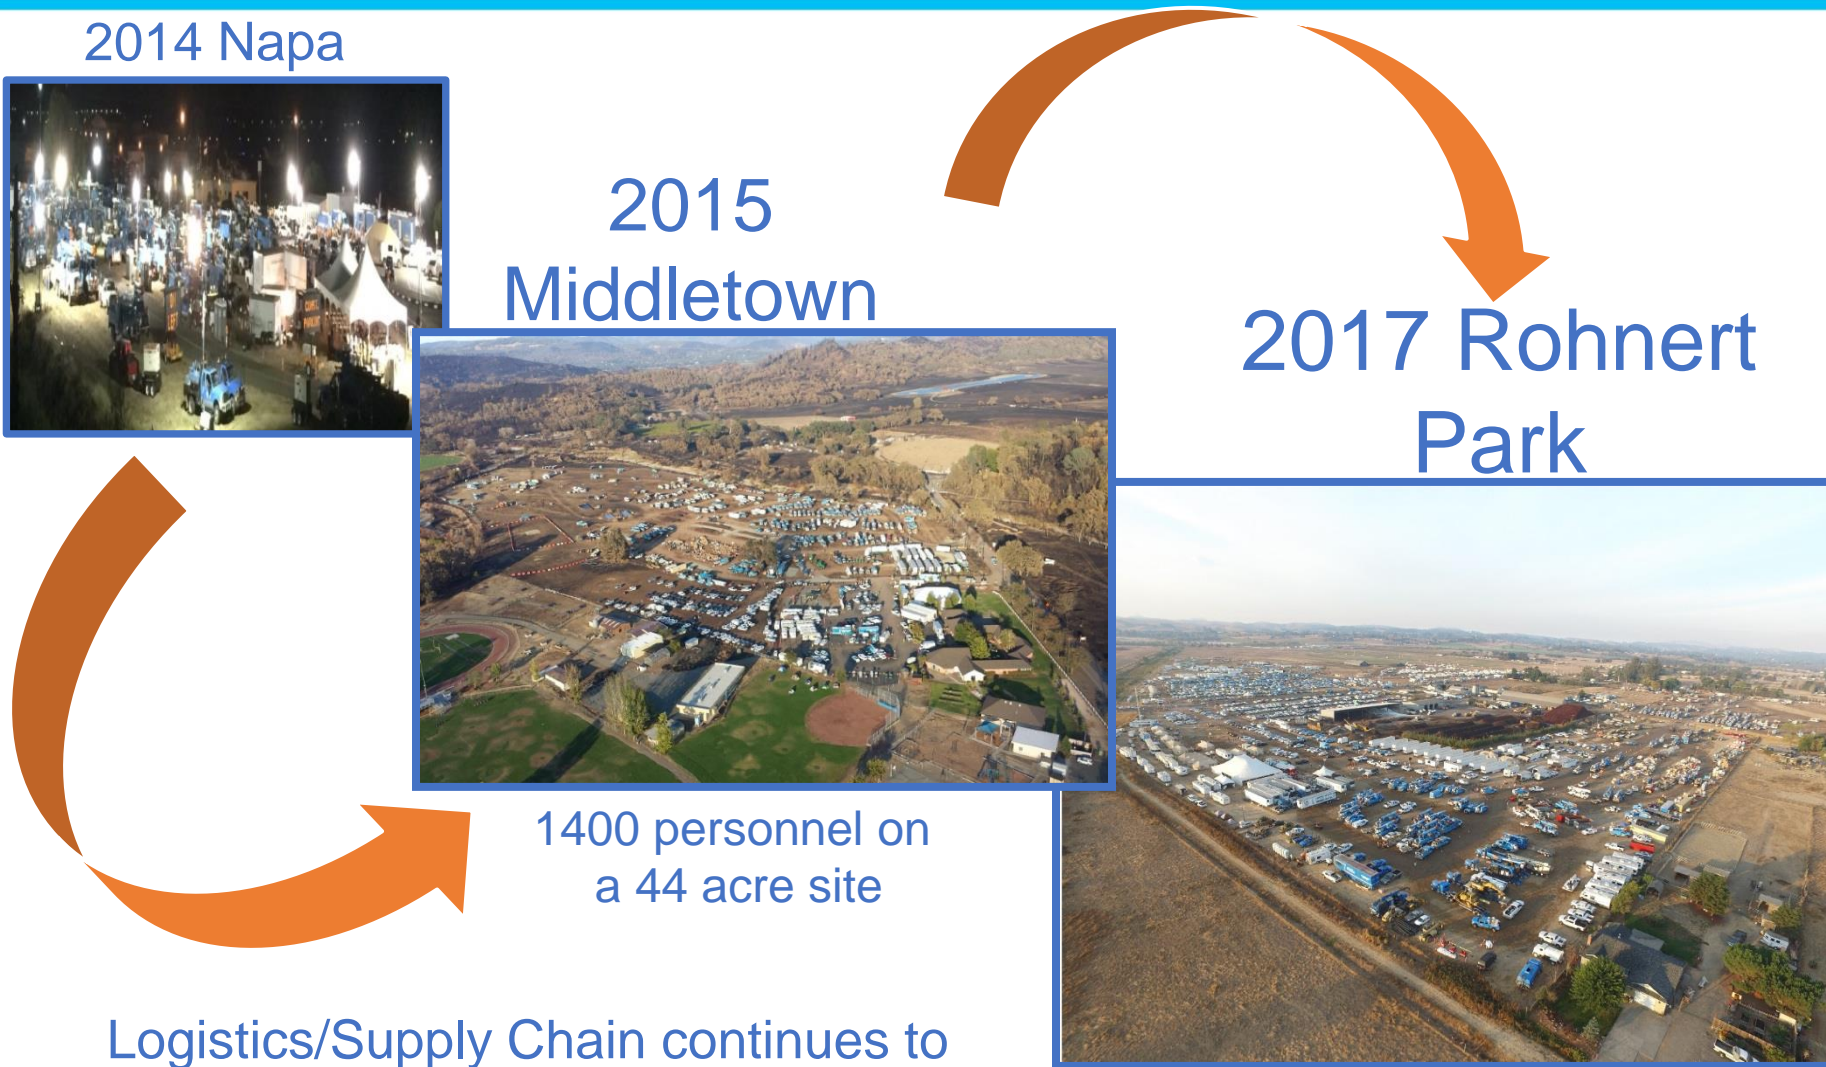 2014 Napa
2015
Middletown
2017 Rohnert
Park
1400 personnel on
a 44 acre site
Logistics/Supply Chain continues to